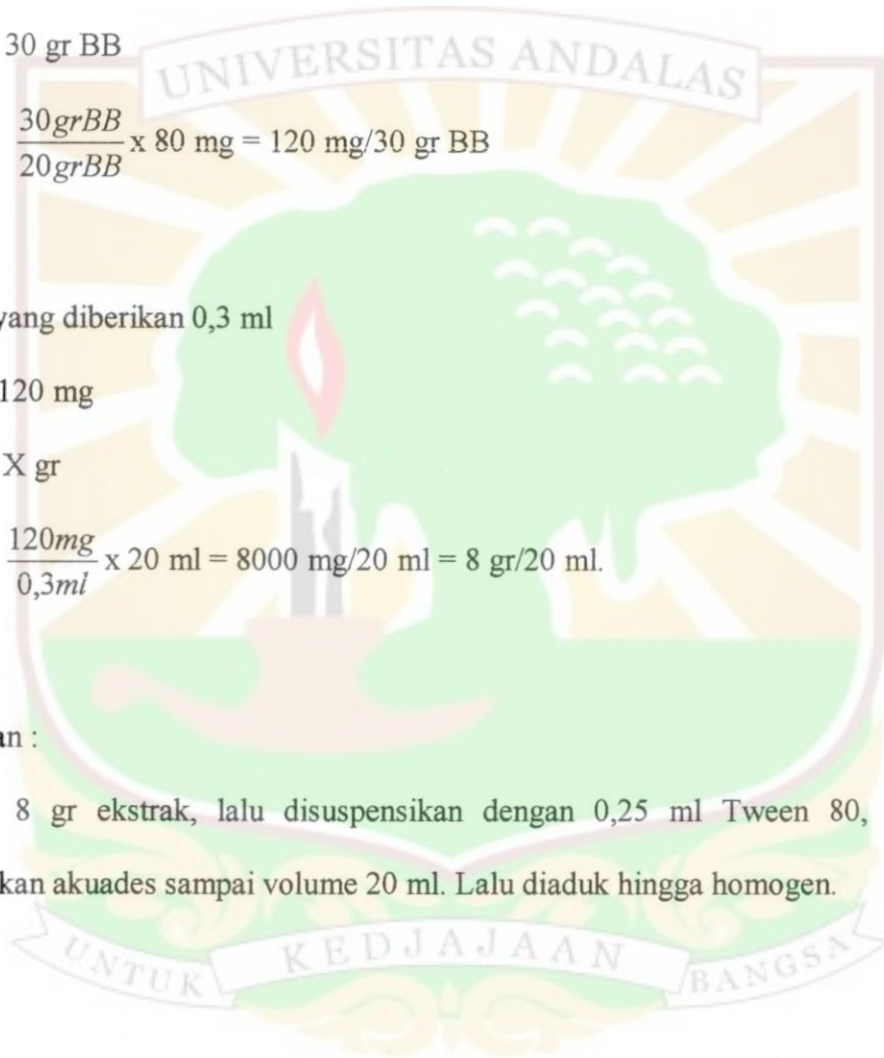 30 gr BB
UNIVERSITAS ANDALAS
30grBB/20grBB x 80 mg = 120 mg/30 gr BB
yang diberikan 0,3 ml
120 mg
X gr
120mg/0,3ml x 20 ml = 8000 mg/20 ml = 8 gr/20 ml.
an :
8 gr ekstrak, lalu disuspensikan dengan 0,25 ml Tween 80,
kan akuades sampai volume 20 ml. Lalu diaduk hingga homogen.
UNTUK KEDJAJAAN BANGSA